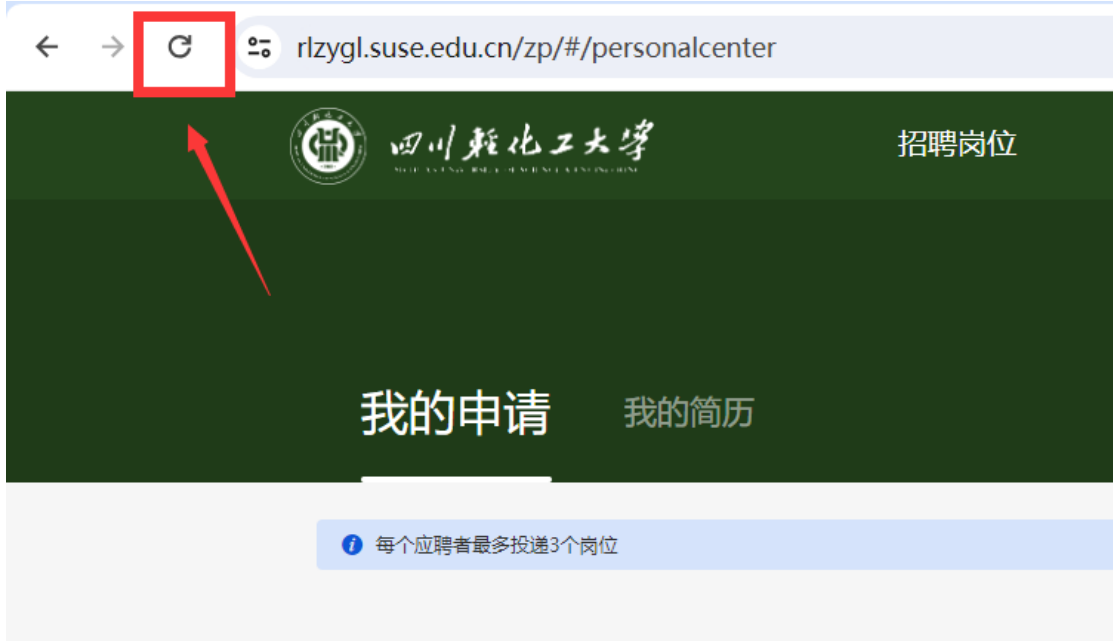 rlzygl.suse.edu.cn/zp/#/personalcenter
四川轻化工大学
招聘岗位
我的申请 我的简历
每个应聘者最多投递3个岗位